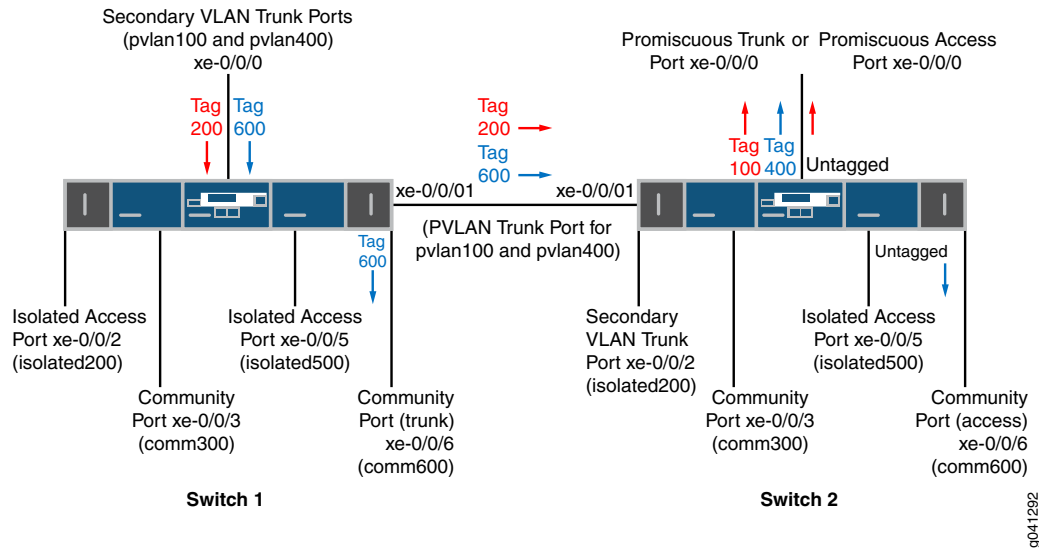 Secondary VLAN Trunk Ports
(pvlan100 and pvlan400)
xe-0/0/0
Promiscuous Trunk or Promiscuous Access
Port xe-0/0/0 Port xe-0/0/0
Tag Tag
200 600
Tag
200
Tag
600
Tag Tag
100 400
Untagged
xe-0/0/01
xe-0/0/01
(PVLAN Trunk Port for
pvlan100 and pvlan400)
Tag
600
Untagged
Isolated Access
Port xe-0/0/2
(isolated200)
Isolated Access
Port xe-0/0/5
(isolated500)
Secondary
VLAN Trunk
Port xe-0/0/2
(isolated200)
Isolated Access
Port xe-0/0/5
(isolated500)
Community
Port xe-0/0/3
(comm300)
Community
Port (trunk)
xe-0/0/6
(comm600)
Community
Port xe-0/0/3
(comm300)
Community
Port (access)
xe-0/0/6
(comm600)
Switch 1
Switch 2
g041292